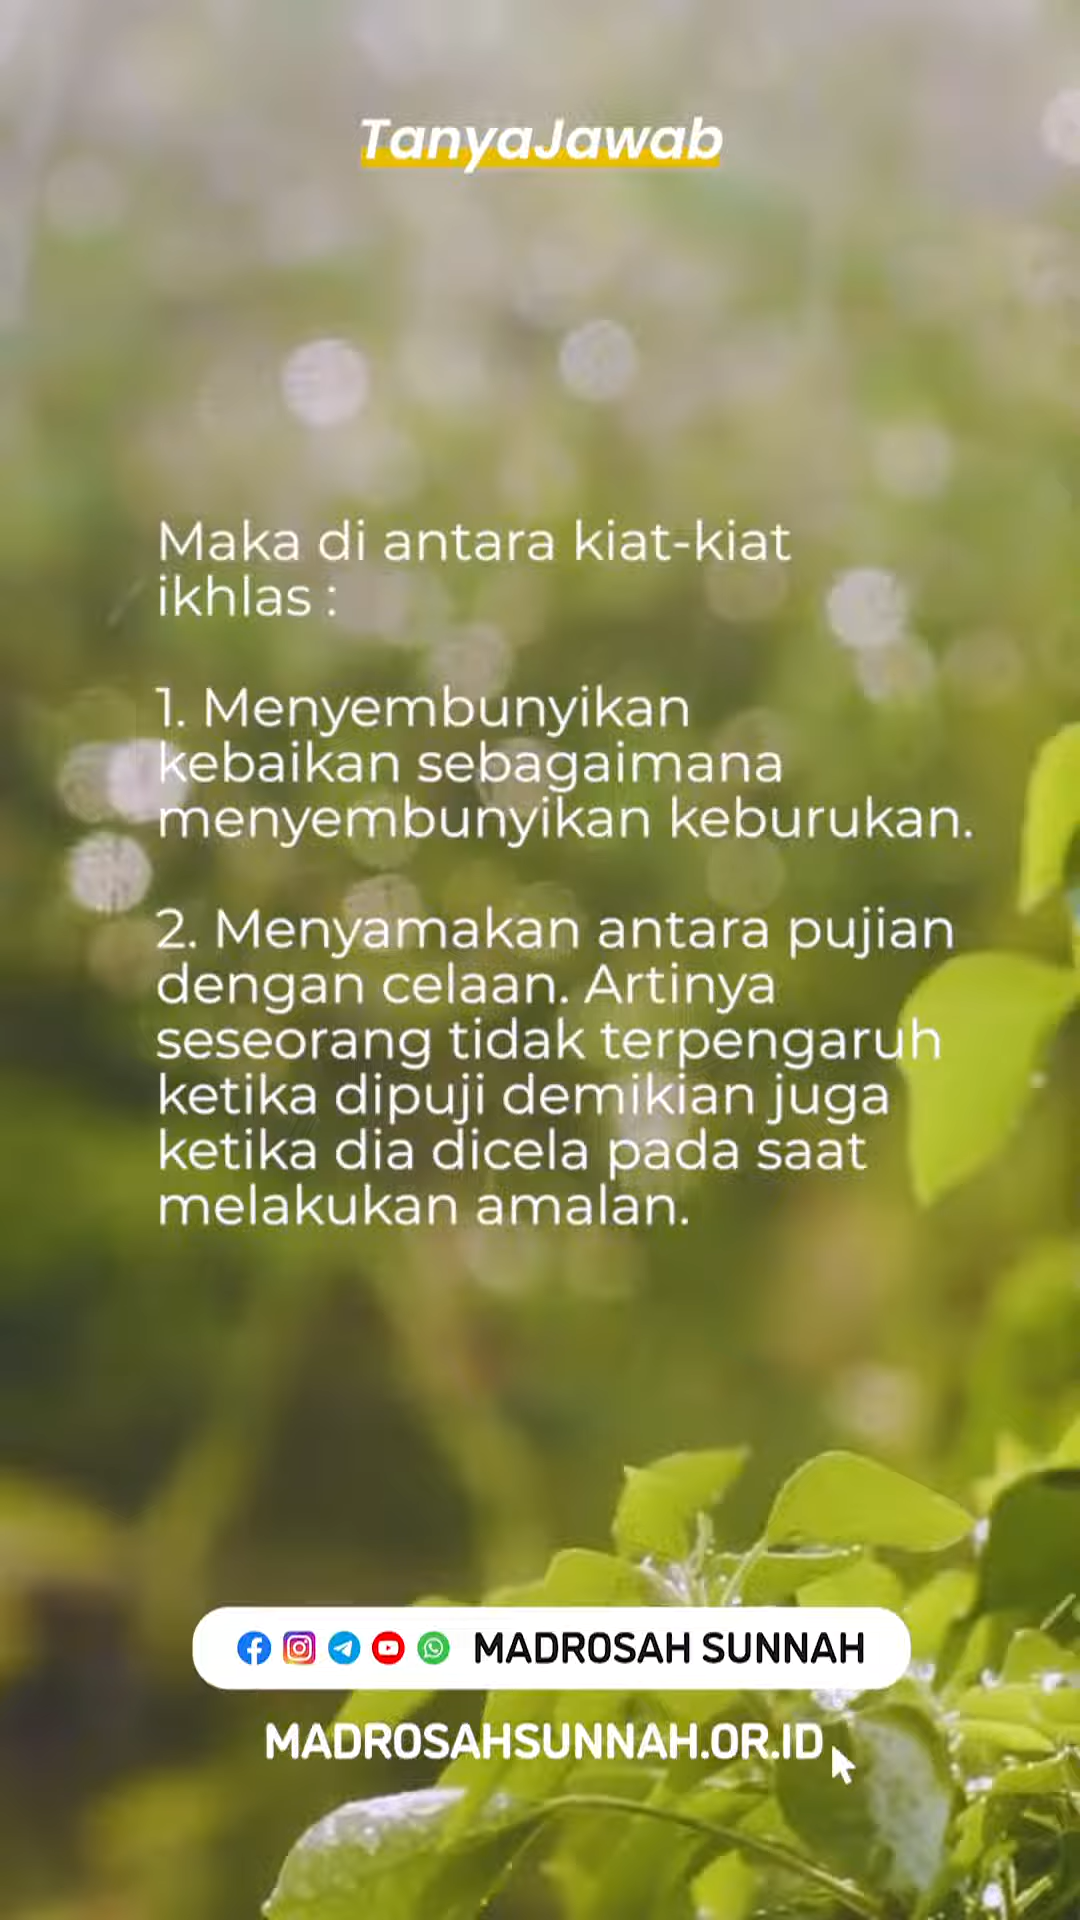 TanyaJawab
Maka di antara kiat-kiat
ikhlas :
1. Menyembunyikan
kebaikan sebagaimana
menyembunyikan keburukan.
2. Menyamakan antara pujian
dengan celaan. Artinya
seseorang tidak terpengaruh
ketika dipuji demikian juga
ketika dia dicela pada saat
melakukan amalan.
MADROSAH SUNNAH
MADROSAHSUNNAH.OR.ID